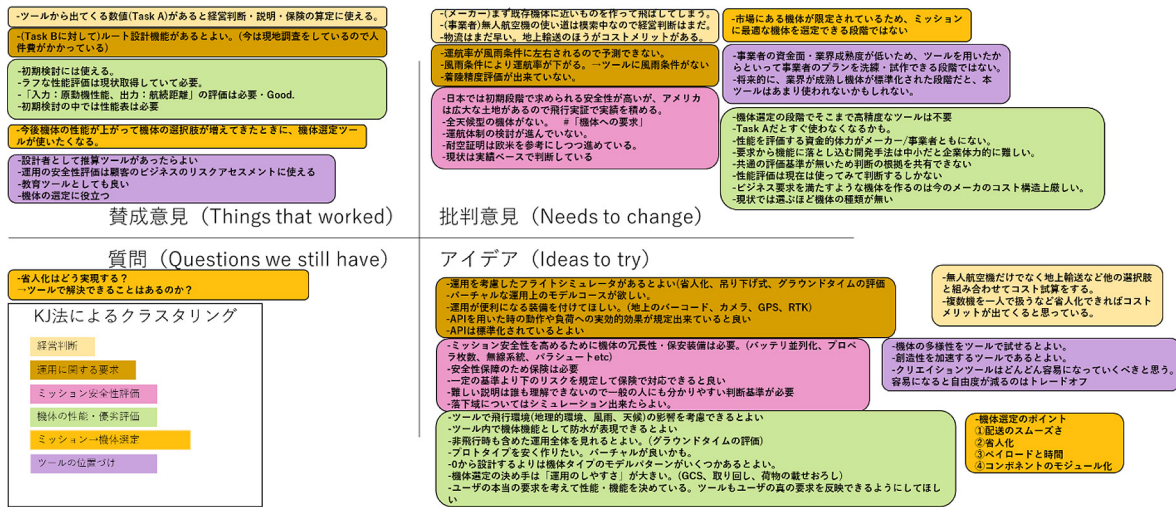 -ツールから出てくる数値(Task A)があると経営判断・説明・保険の算定に使える。
-(Task Bに対して)ルート設計機能があるとよい。(今は現地調査をしているので人
件費がかかっている)
-初期検討には使える。
-ラフな性能評価は現状取得していて必要。
-「入力：原動機性能、出力：航続距離」の評価は必要・Good.
-初期検討の中では性能表は必要
-今後機体の性能が上がって機体の選択肢が増えてきたときに、機体選定ツー
ルが使いたくなる。
-設計者として推算ツールがあったらよい
-運用の安全性評価は顧客のビジネスのリスクアセスメントに使える
-教育ツールとしても良い
-機体の選定に役立つ
賛成意見（Things that worked）
-(メーカー)まず既存機体に近いものを作って飛ばしてしまう。
-(事業者)無人航空機の使い道は模索中なので経営判断はまだ。
-物流はまだ早い。地上輸送のほうがコストメリットがある。
-運航率が風雨条件に左右されるので予測できない。
-風雨条件により運航率が下がる。→ツールに風雨条件がない
-着陸精度評価が出来ていない。
-日本では初期段階で求められる安全性が高いが、アメリカ
は広大な土地があるので飛行実証で実績を積める。
-全天候型の機体がない。 #「機体への要求」
-運航体制の検討が進んでいない。
-耐空証明は欧米を参考にしつつ進めている。
-現状は実績ベースで判断している
-市場にある機体が限定されているため、ミッション
に最適な機体を選定できる段階ではない
-事業者の資金面・業界成熟度が低いため、ツールを用いたか
らといって事業者のプランを洗練・試作できる段階ではない。
-将来的に、業界が成熟し機体が標準化された段階だと、本
ツールはあまり使われないかもしれない。
-機体選定の段階でそこまで高精度なツールは不要
-Task Aだとすぐ使わなくなるかも。
-性能を評価する資金的体力がメーカー/事業者ともにない。
-要求から機能に落とし込む開発手法は中小だと企業体力的に難しい。
-共通の評価基準が無いため判断の根拠を共有できない
-性能評価は現在は使ってみて判断するしかない
-ビジネス要求を満たすような機体を作るのは今のメーカのコスト構造上厳しい。
-現状では選ぶほど機体の種類が無い
批判意見（Needs to change）
質問（Questions we still have）
-省人化はどう実現する？
→ツールで解決できることはあるのか？
KJ法によるクラスタリング
経営判断
運用に関する要求
ミッション安全性評価
機体の性能・優劣評価
ミッション→機体選定
ツールの位置づけ
アイデア（Ideas to try）
-運用を考慮したフライトシミュレータがあるとよい(省人化、吊り下げ式、グラウンドタイムの評価
-バーチャルな運用上のモデルコースが欲しい。
-運用が便利になる装備を付けてほしい。(地上のバーコード、カメラ、GPS、RTK)
-APIを用いた時の動作や負荷への実効的効果が規定出来ていると良い
-APIは標準化されているとよい
-ミッション安全性を高めるために機体の冗長性・保安装備は必要。(バッテリ並列化、プロペ
ラ枚数、無線系統、パラシュートetc)
-安全性保障のため保険は必要
-一定の基準より下のリスクを規定して保険で対応できると良い
-難しい説明は誰も理解できないので一般の人にも分かりやすい判断基準が必要
-落下域についてはシミュレーション出来たらよい。
-ツールで飛行環境(地理的環境、風雨、天候)の影響を考慮できるとよい
-ツール内で機体機能として防水が表現できるとよい
-非飛行時も含めた運用全体を見れるとよい。(グラウンドタイムの評価)
-プロトタイプを安く作りたい。バーチャルが良いかも。
-0から設計するよりは機体タイプのモデルパターンがいくつかあるとよい。
-機体選定の決め手は「運用のしやすさ」が大きい。(GCS、取り回し、荷物の載せおろし)
-ユーザの本当の要求を考えて性能・機能を決めている。ツールもユーザの真の要求を反映できるようにしてほし
い
-無人航空機だけでなく地上輸送など他の選択肢
と組み合わせてコスト試算をする。
-複数機を一人で扱うなど省人化できればコスト
メリットが出てくると思っている。
-機体の多様性をツールで試せるとよい。
-創造性を加速するツールであるとよい。
-クリエイションツールはどんどん容易になっていくべきと思う。
容易になると自由度が減るのはトレードオフ
-機体選定のポイント
①配送のスムーズさ
②省人化
③ペイロードと時間
④コンポーネントのモジュール化